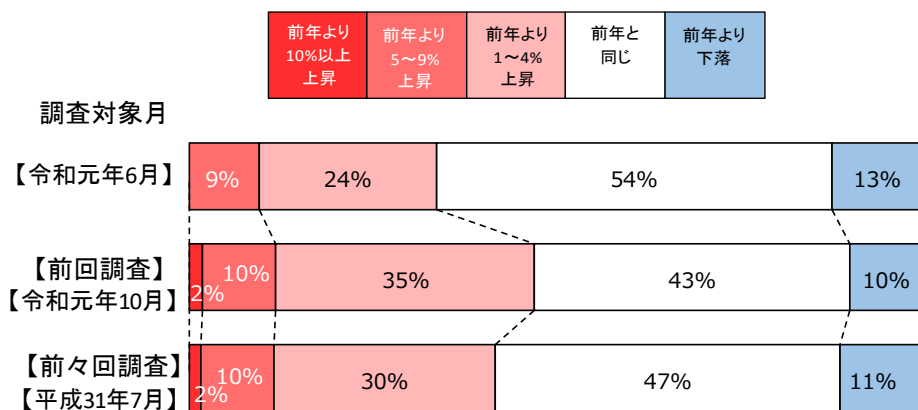 前年より
10%以上
上昇
前年より
5～9%
上昇
前年より
1～4%
上昇
前年と
同じ
前年より
下落
調査対象月
【令和元年6月】
9%
24%
54%
13%
【前回調査】
【令和元年10月】
2%
10%
35%
43%
10%
【前々回調査】
【平成31年7月】
2%
10%
30%
47%
11%